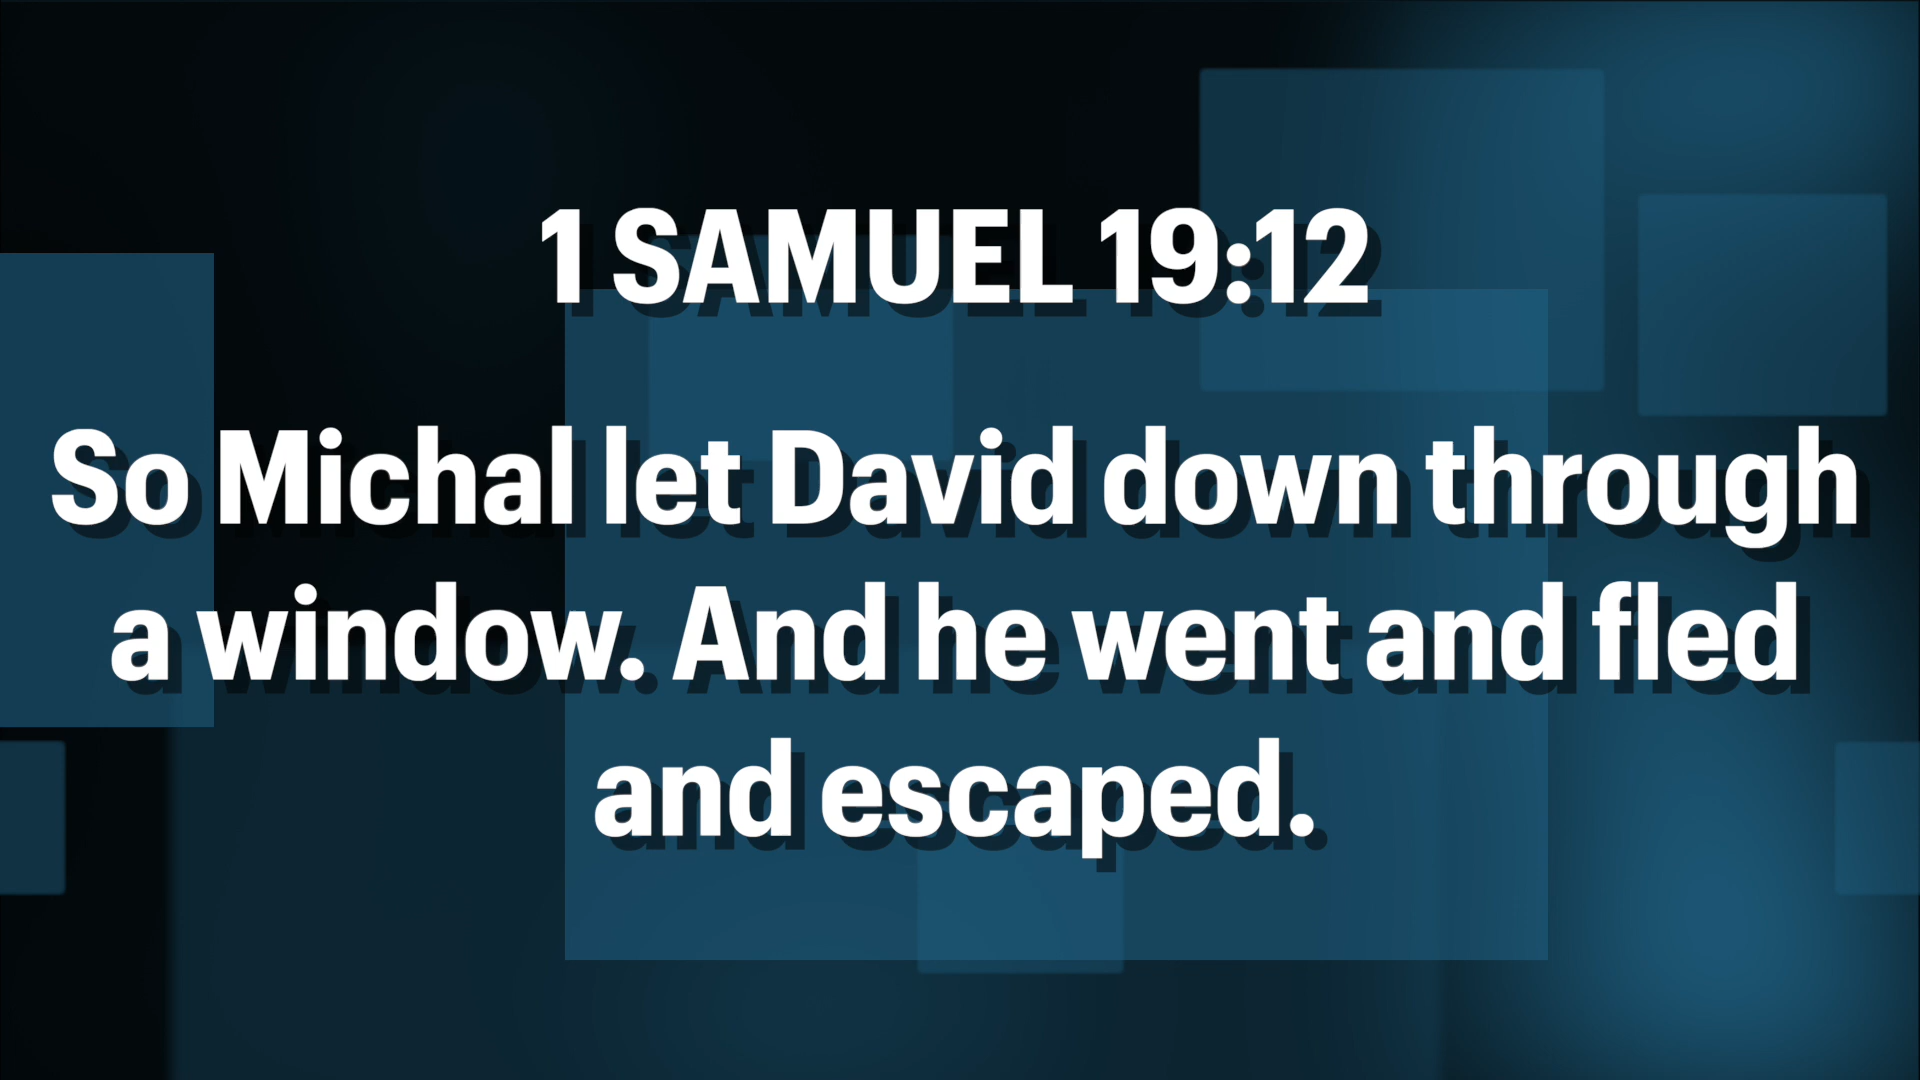 1 SAMUEL 19:12
So Michal let David down through
a window. And he went and fled
and escaped.